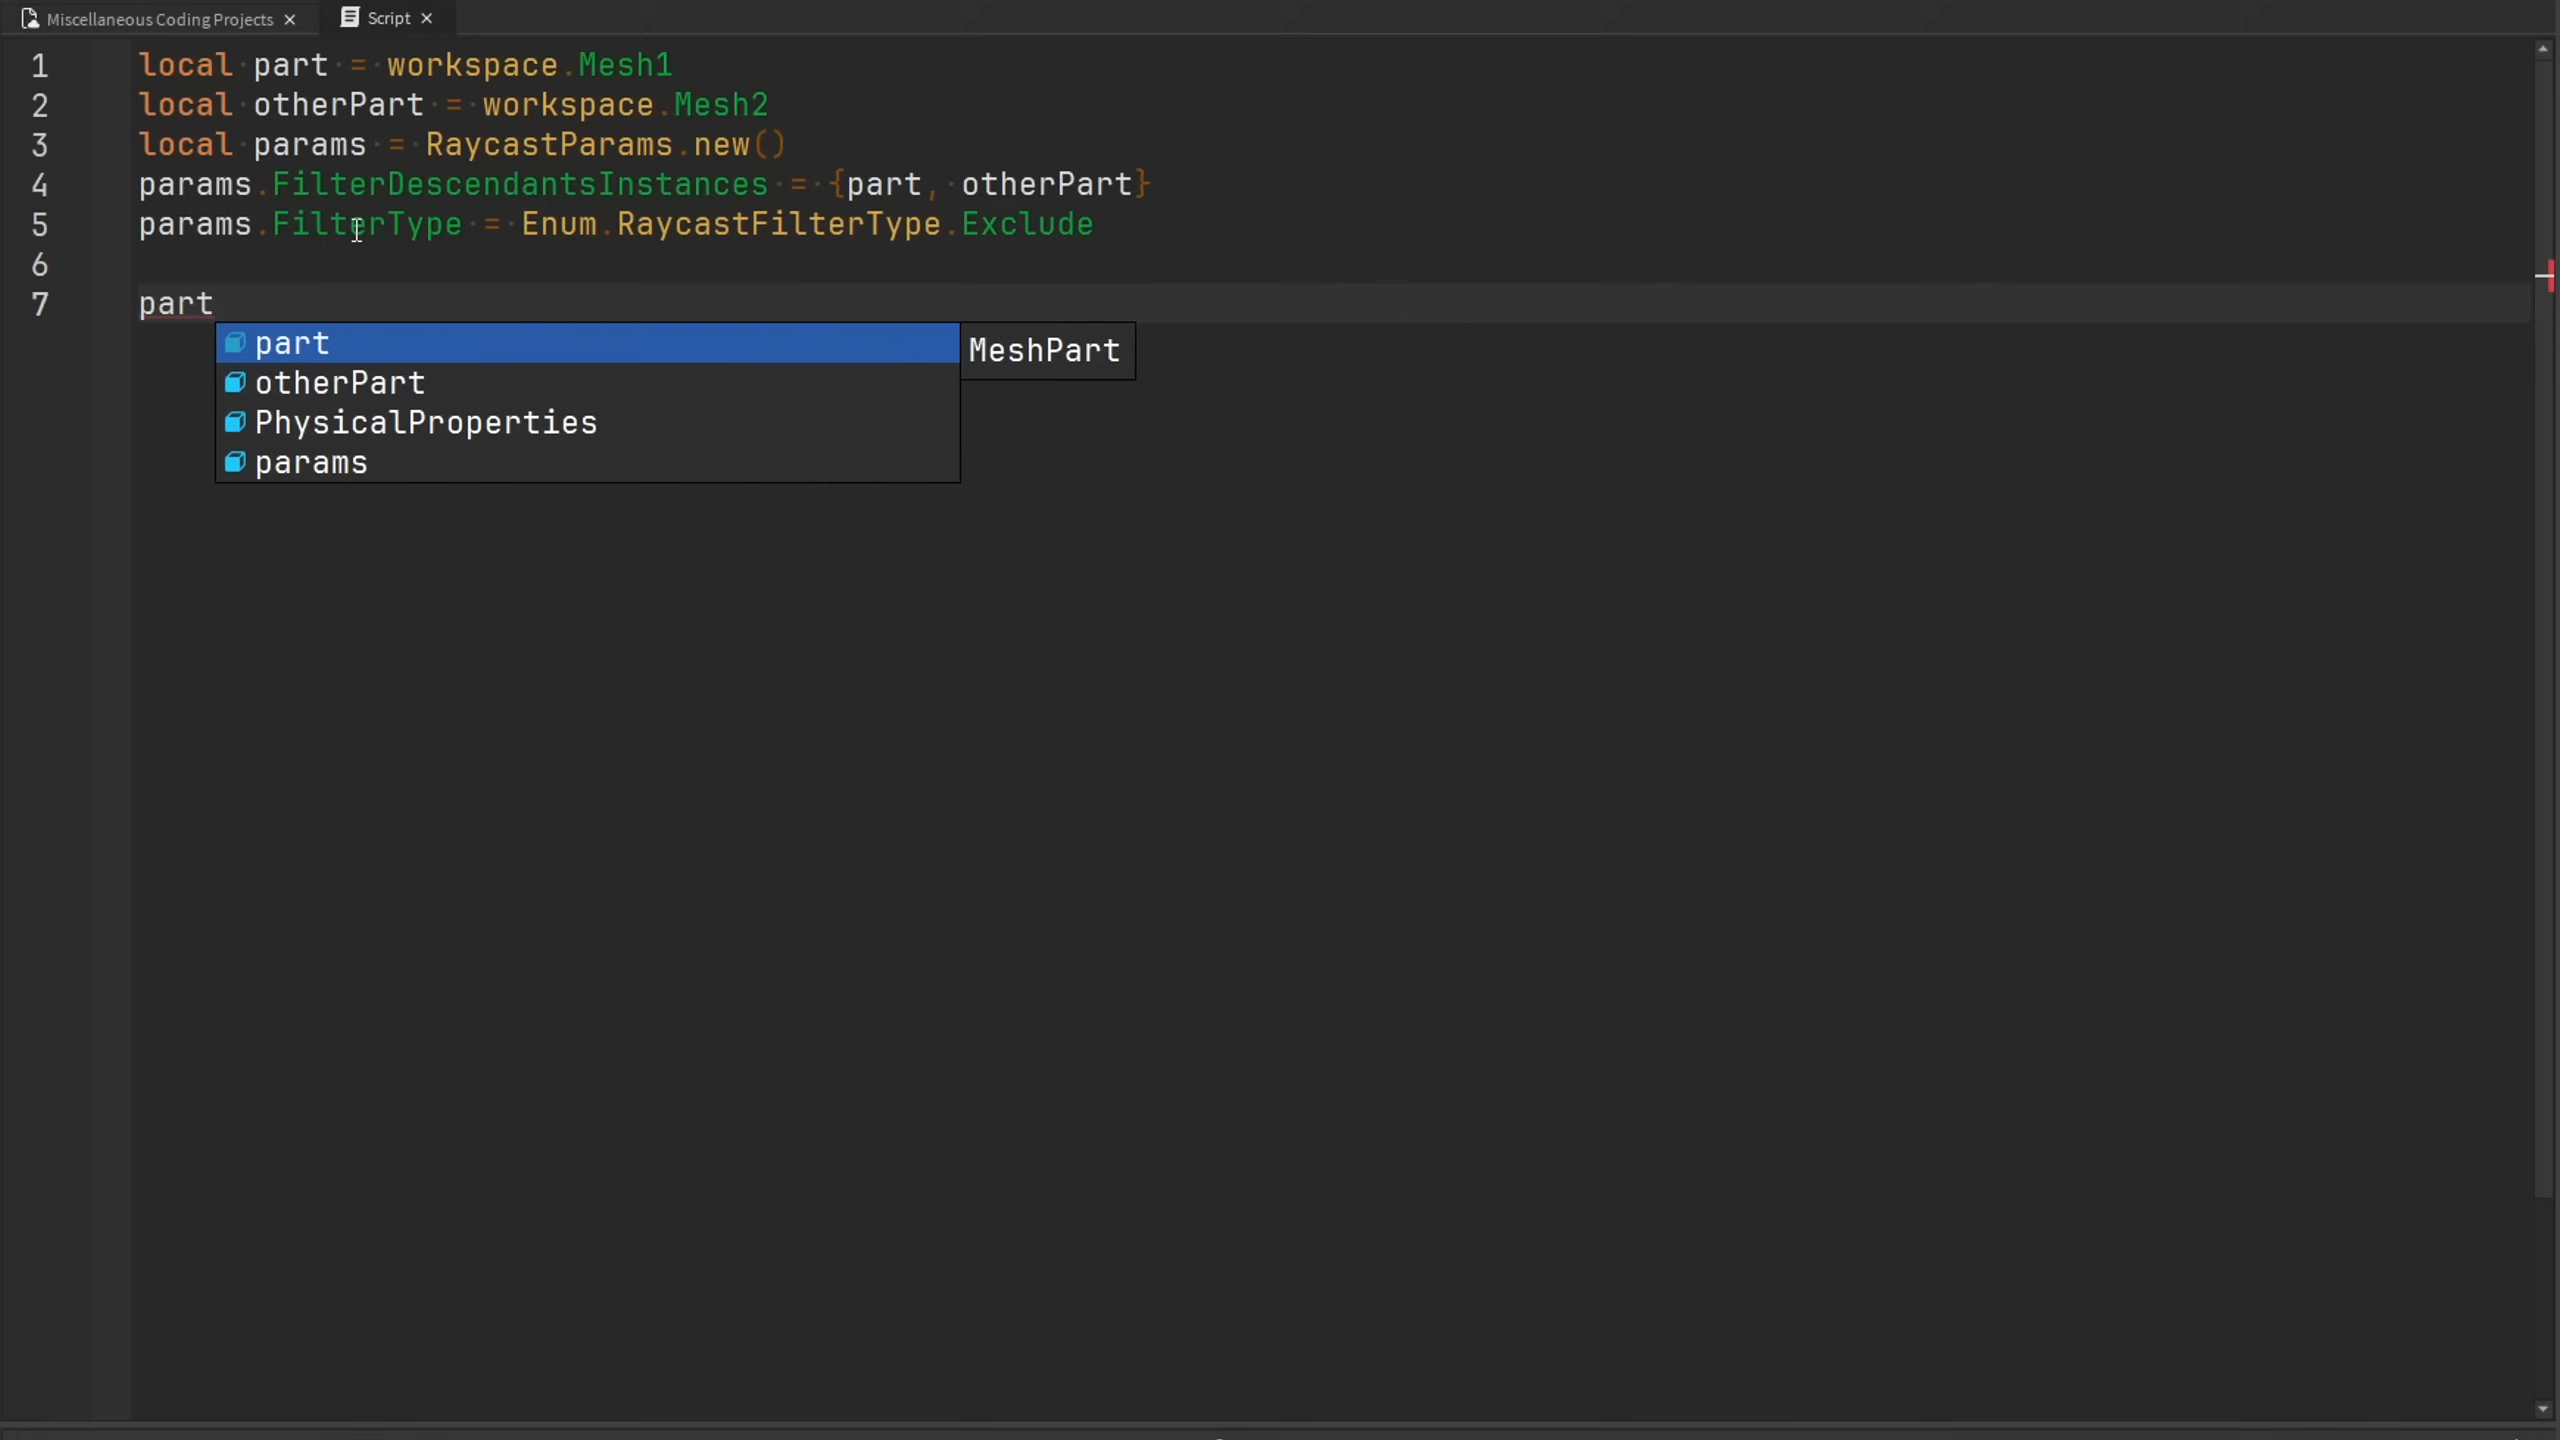 Miscellaneous Coding Projects × Script ×
1 local part = workspace.Mesh1
2 local otherPart = workspace.Mesh2
3 local params = RaycastParams.new()
4 params.FilterDescendantsInstances = {part, otherPart}
5 params.FilterType = Enum.RaycastFilterType.Exclude
6
7 part
part MeshPart
otherPart
PhysicalProperties
params